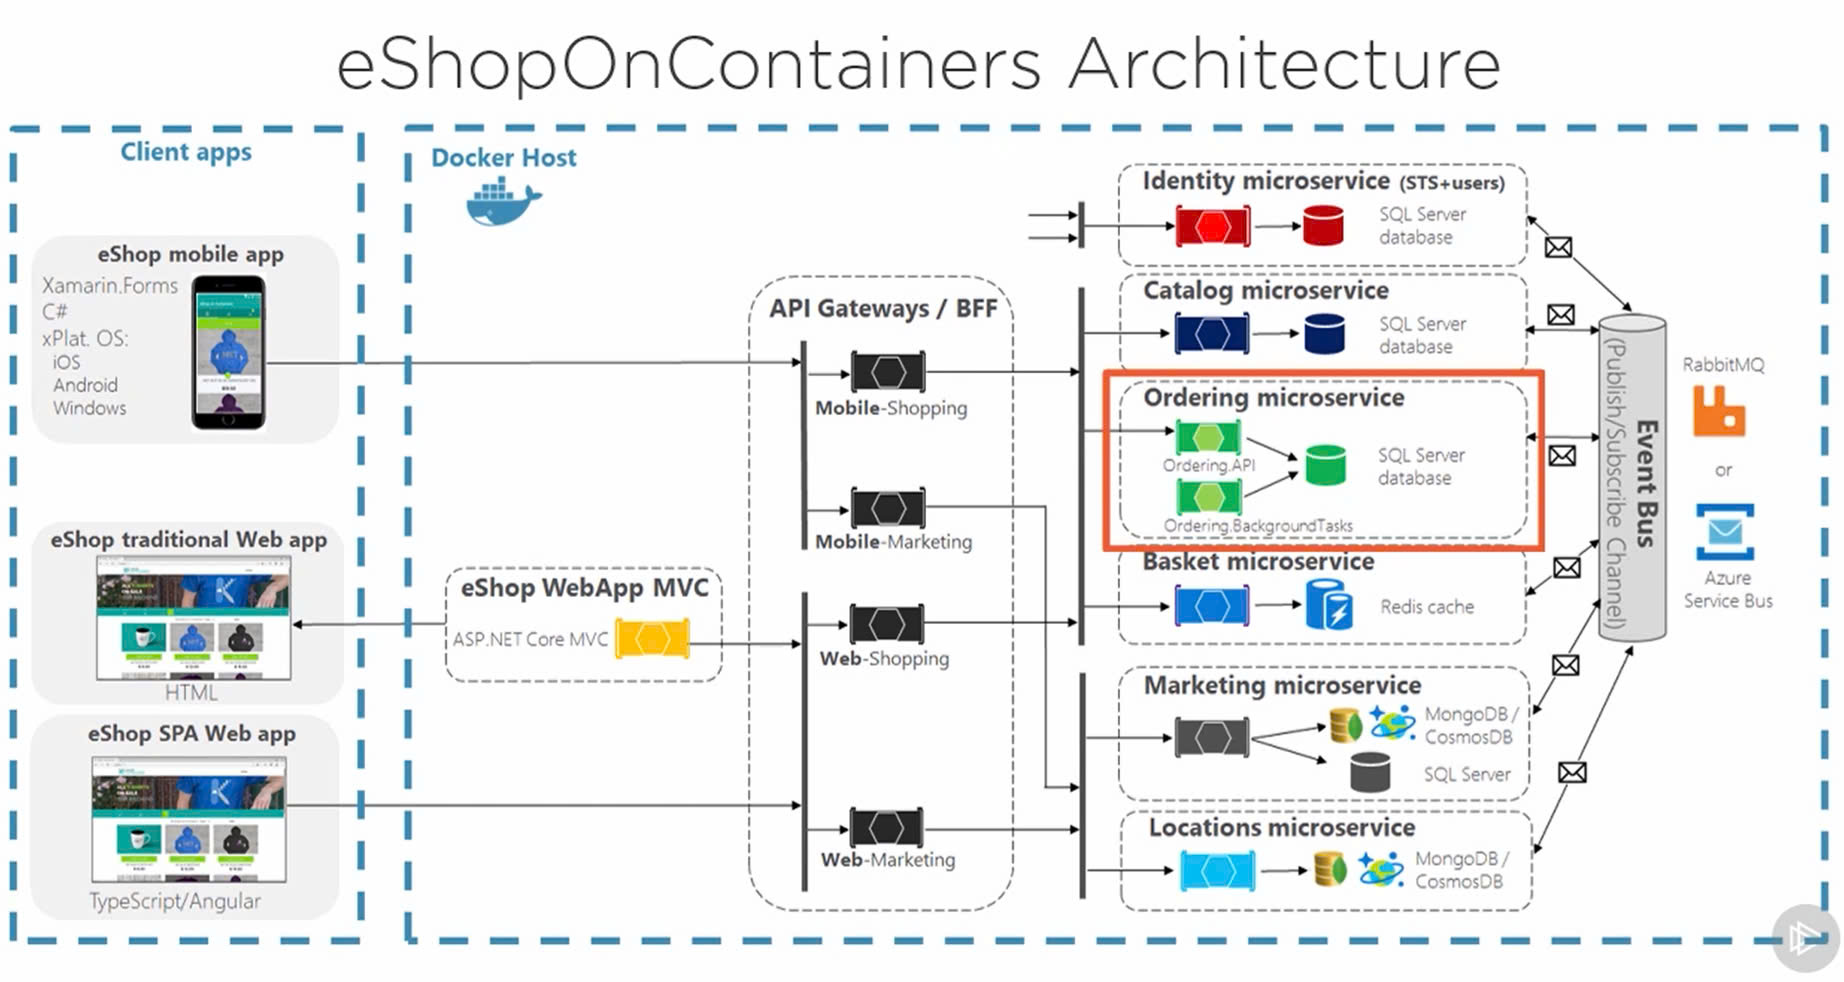 eShopOnContainers Architecture
Client apps
eShop mobile app
Xamarin.Forms
C#
xPlat. OS:
iOS
Android
Windows
eShop traditional Web app
HTML
eShop SPA Web app
TypeScript/Angular
Docker Host
eShop WebApp MVC
ASP.NET Core MVC
API Gateways / BFF
Mobile-Shopping
Mobile-Marketing
Web-Shopping
Web-Marketing
Identity microservice (STS+users)
SQL Server
database
Catalog microservice
SQL Server
database
Ordering microservice
Ordering.API
Ordering.BackgroundTasks
SQL Server
database
Basket microservice
Redis cache
Marketing microservice
MongoDB /
CosmosDB
SQL Server
Locations microservice
MongoDB /
CosmosDB
Event Bus
(Publish/Subscribe Channel)
RabbitMQ
or
Azure
Service Bus